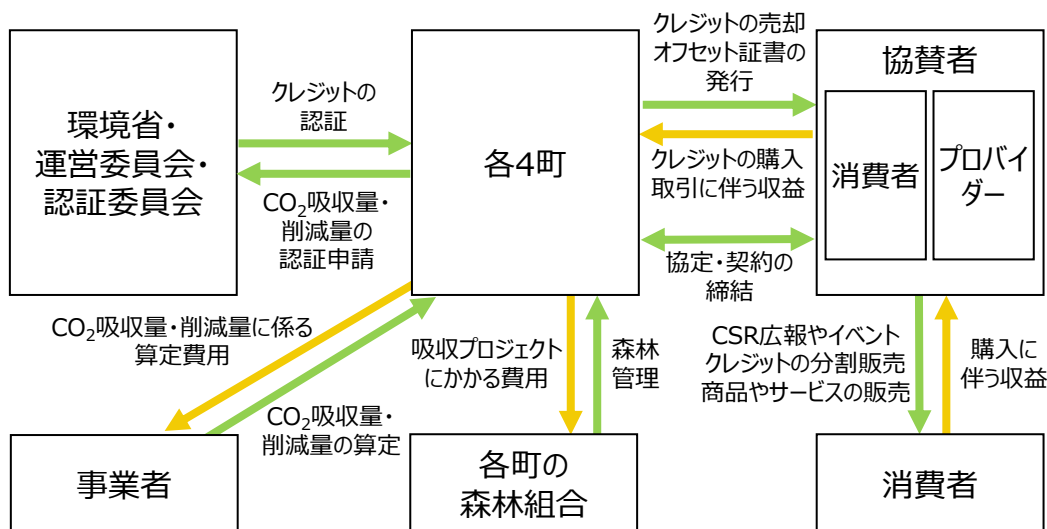 環境省・
運営委員会・
認証委員会
クレジットの
認証
CO₂吸収量・
削減量の
認証申請
各4町
クレジットの売却
オフセット証書の
発行
クレジットの購入
取引に伴う収益
協定・契約の
締結
協賛者
消費者
プロバイ
ダー
CO₂吸収量・削減量に係る
算定費用
CO₂吸収量・
削減量の算定
吸収プロジェクト
にかかる費用
森林
管理
CSR広報やイベント
クレジットの分割販売
商品やサービスの販売
購入に
伴う収益
事業者
各町の
森林組合
消費者